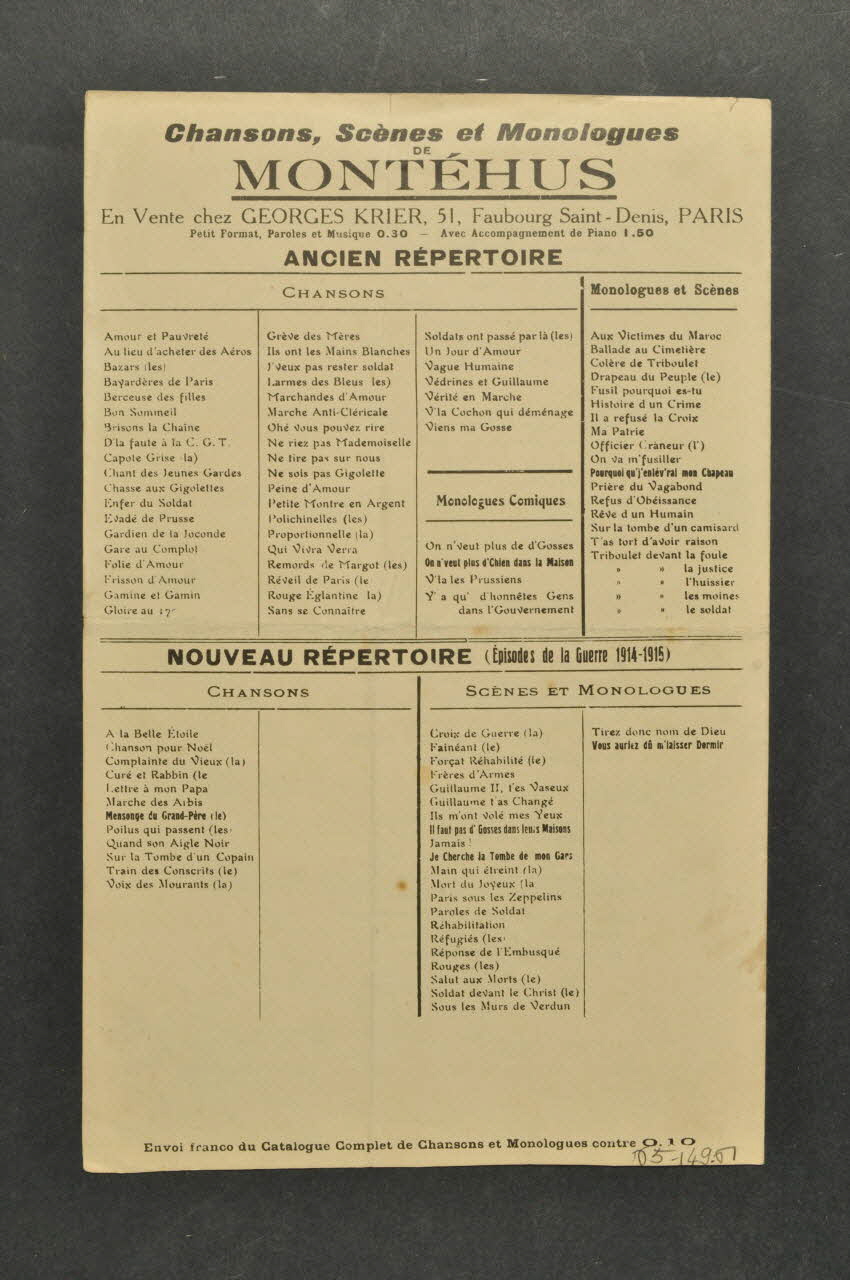 Chansons, Scènes et Monologues
DE
MONTÉHUS
En Vente chez GEORGES KRIER, 51, Faubourg Saint-Denis, PARIS
Petit Format, Paroles et Musique 0.30 — Avec Accompagnement de Piano 1.50
ANCIEN RÉPERTOIRE
CHANSONS
Amour et Pauvreté
Au lieu d'acheter des Aéros
Bazars (les)
Bayardères de Paris
Berceuse des filles
Bon Sommeil
Brisons la Chaîne
D'la faute à la C. G. T.
Capote Grise (la)
Chant des Jeunes Gardes
Chasse aux Gigolettes
Enfer du Soldat
Evadé de Prusse
Gardien de la Joconde
Gare au Complot
Folie d'Amour
Frisson d'Amour
Gamine et Gamin
Gloire au 17e
Grève des Mères
Ils ont les Mains Blanches
J'veux pas rester soldat
Larmes des Bleus les)
Marchandes d'Amour
Marche Anti-Cléricale
Ohé vous pouvez rire
Ne riez pas Mademoiselle
Ne tire pas sur nous
Ne sois pas Gigolette
Peine d'Amour
Petite Montre en Argent
Polichinelles (les)
Proportionnelle (la)
Qui Vivra Verra
Remords de Margot (les)
Réveil de Paris (le
Rouge Églantine la)
Sans se Connaître
Soldats ont passé par là (les)
Un Jour d'Amour
Vague Humaine
Védrines et Guillaume
Vérité en Marche
V'la Cochon qui déménage
Viens ma Gosse
Monologues Comiques
On n'veut plus de d'Gosses
On n'veut plus d'Chien dans la Maison
V'la les Prussiens
Y'a qu' d'honnêtes Gens
dans l'Gouvernement
Monologues et Scènes
Aux Victimes du Maroc
Ballade au Cimetière
Colère de Triboulet
Drapeau du Peuple (le)
Fusil pourquoi es-tu
Histoire d un Crime
Il a refusé la Croix
Ma Patrie
Officier Crâneur (l')
On va m'fusiller
Pourquoi qu'j'enlèv'rai mon Chapeau
Prière du Vagabond
Refus d'Obéissance
Rêve d un Humain
Sur la tombe d'un camisard
T'as tort d'avoir raison
Triboulet devant la foule
» » la justice
» » l'huissier
» » les moines
» » le soldat
NOUVEAU RÉPERTOIRE (Épisodes de la Guerre 1914-1915)
CHANSONS
A la Belle Étoile
Chanson pour Noël
Complainte du Vieux (la)
Curé et Rabbin (le
Lettre à mon Papa
Marche des Arbis
Mensonge du Grand-Père (le)
Poilus qui passent (les)
Quand son Aigle Noir
Sur la Tombe d'un Copain
Train des Conscrits (le)
Voix des Mourants (la)
SCÈNES ET MONOLOGUES
Croix de Guerre (la)
Fainéant (le)
Forçat Réhabilité (le)
Frères d'Armes
Guillaume II, t'es Vaseux
Guillaume t'as Changé
Ils m'ont volé mes Yeux
Il faut pas d'Gosses dans leurs Maisons
Jamais !
Je Cherche la Tombe de mon Gars
Main qui étreint (la)
Mort du Joyeux (la
Paris sous les Zeppelins
Paroles de Soldat
Réhabilitation
Réfugiés (les)
Réponse de l'Embusqué
Rouges (les)
Salut aux Morts (le)
Soldat devant le Christ (le)
Sous les Murs de Verdun
Tirez donc nom de Dieu
Vous auriez dû m'laisser Dormir
Envoi franco du Catalogue Complet de Chansons et Monologues contre 0.10